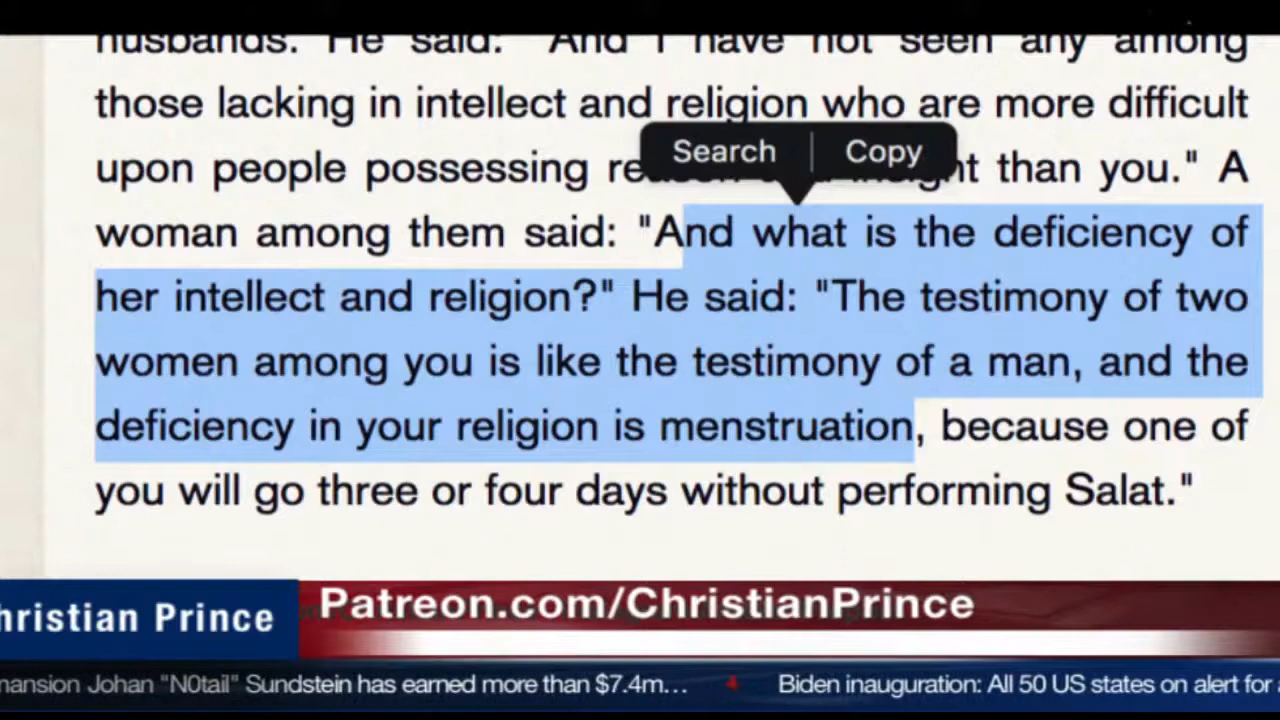 husbands. He said: "And I have not seen any among
those lacking in intellect and religion who are more difficult
upon people possessing than you." A
Search | Copy
woman among them said: "And what is the deficiency of
her intellect and religion?" He said: "The testimony of two
women among you is like the testimony of a man, and the
deficiency in your religion is menstruation, because one of
you will go three or four days without performing Salat."
hristian Prince
Patreon.com/ChristianPrince
mansion Johan "N0tail" Sundstein has earned more than $7.4m…
Biden inauguration: All 50 US states on alert for